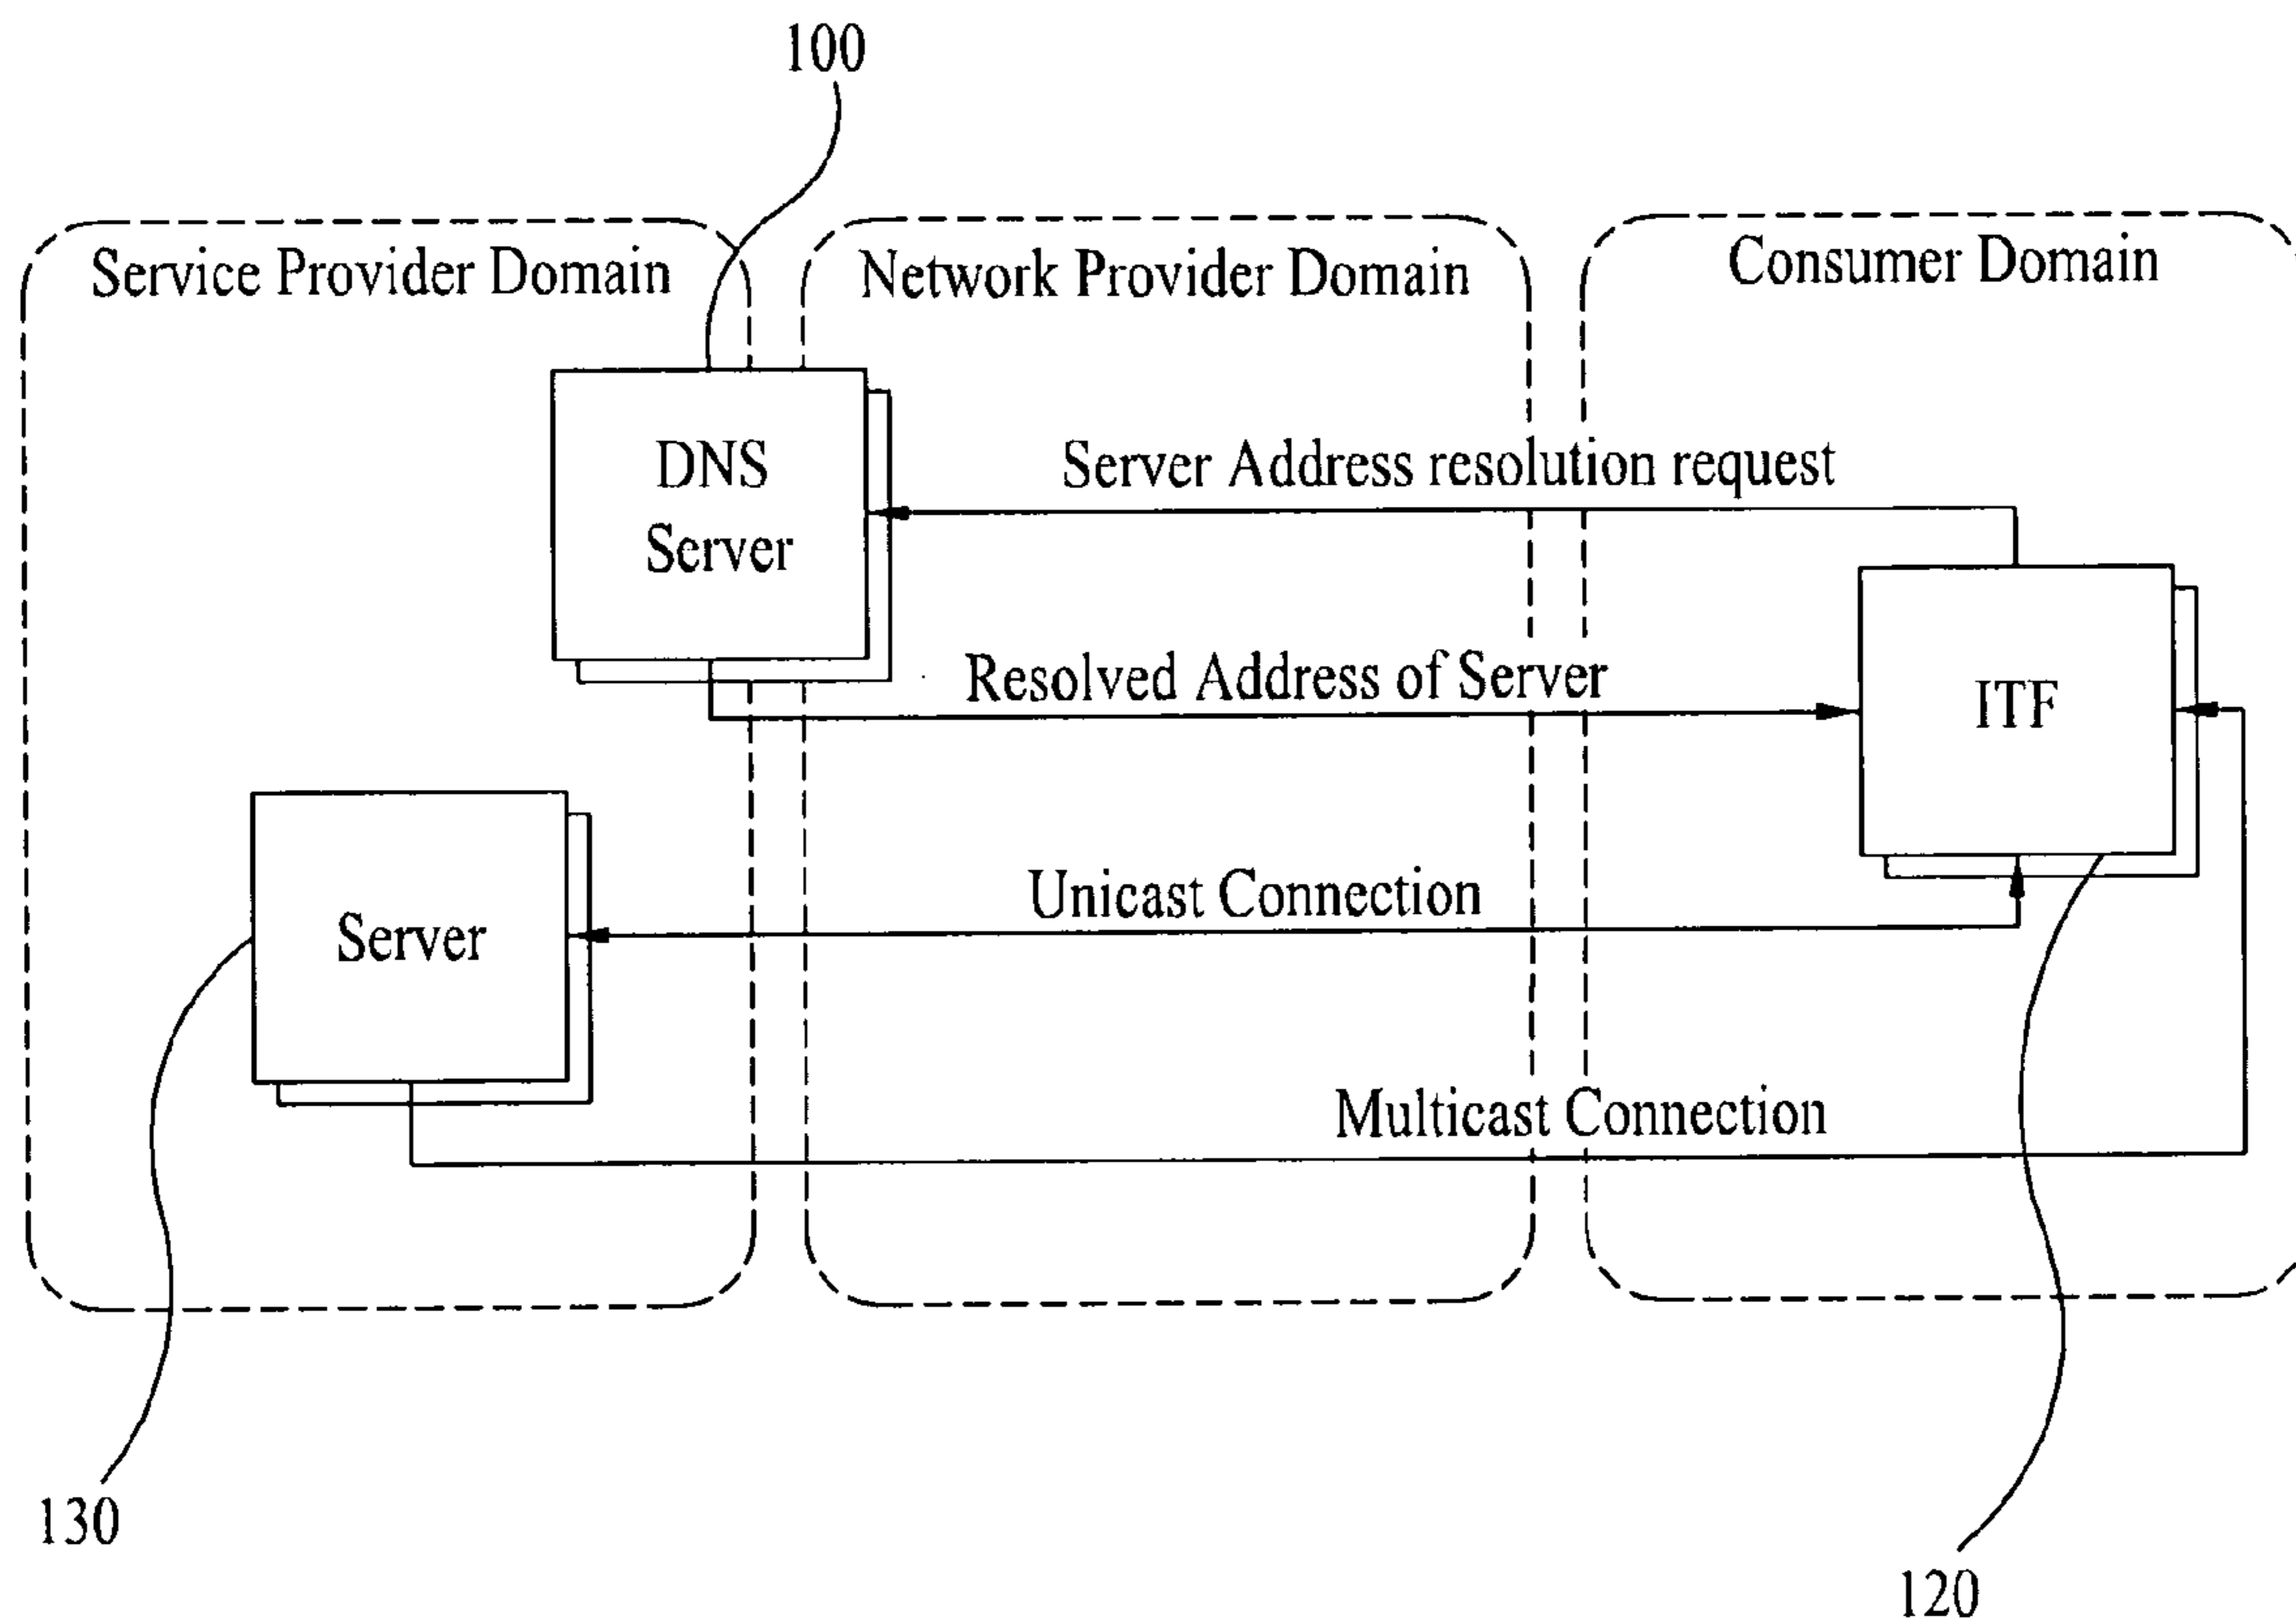 100
Service Provider Domain
Network Provider Domain
Consumer Domain
DNS
Server
Server Address resolution request
Resolved Address of Server
ITF
Unicast Connection
Server
Multicast Connection
130
120